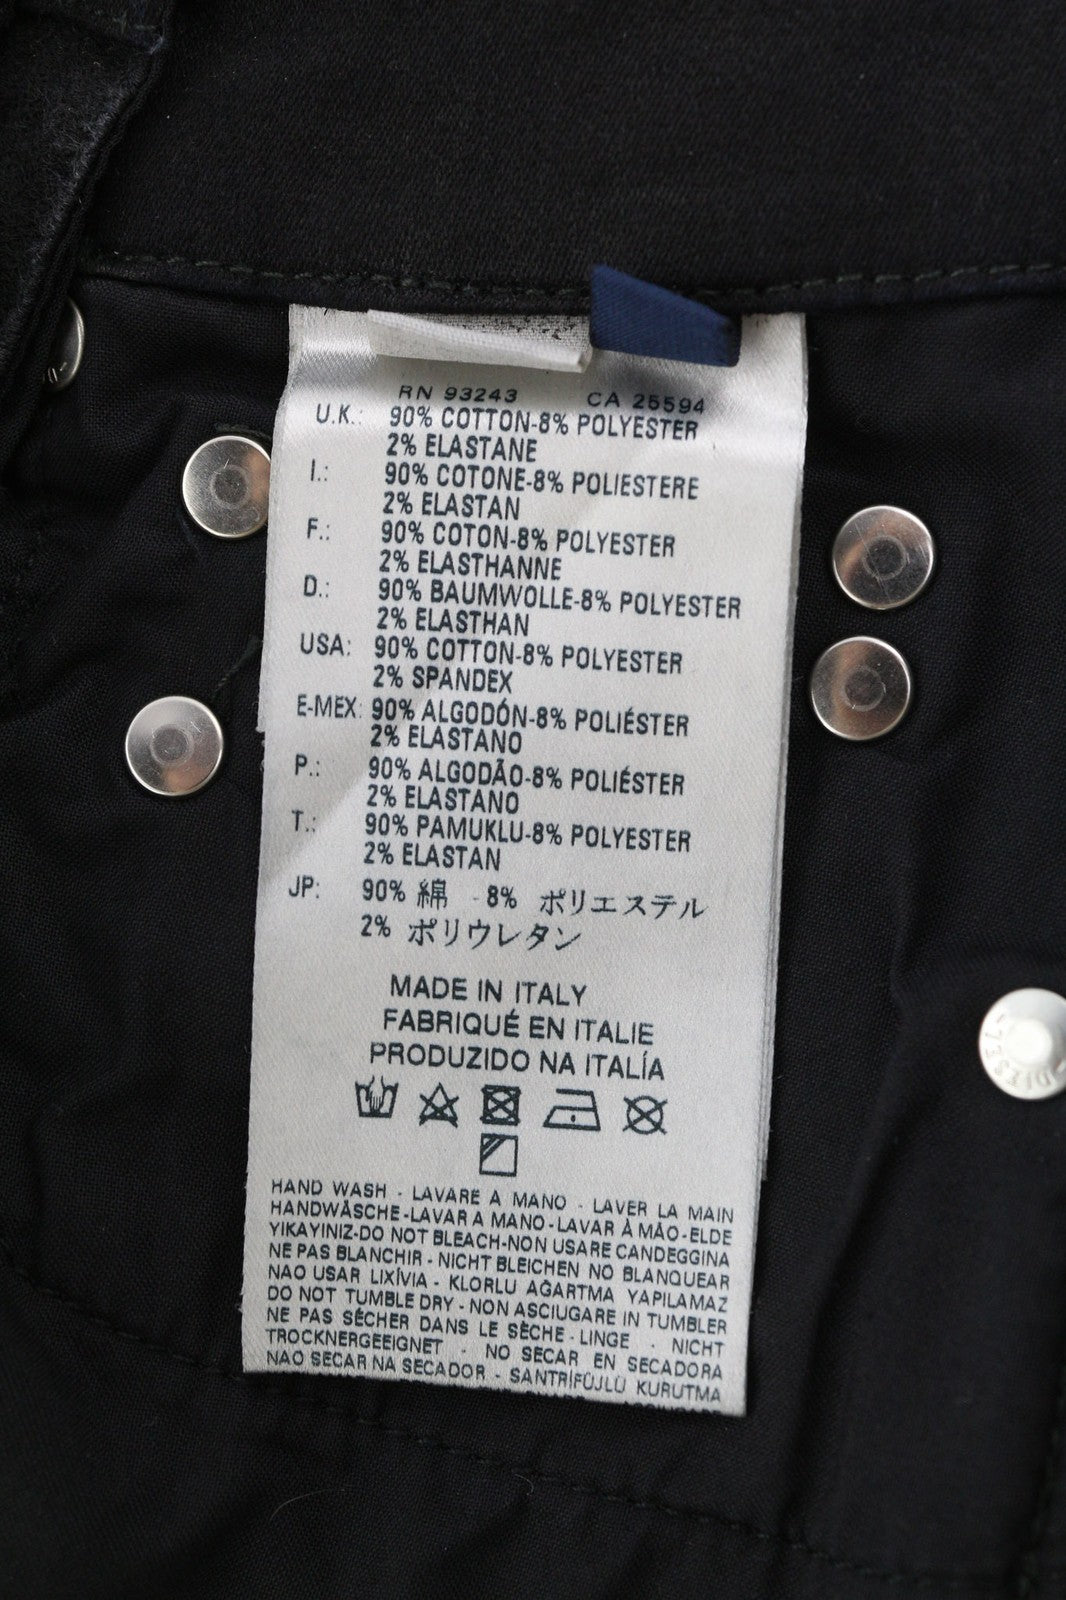 RN 93243 CA 25594
U.K.: 90% COTTON-8% POLYESTER
2% ELASTANE
I.: 90% COTONE-8% POLIESTERE
2% ELASTAN
F.: 90% COTON-8% POLYESTER
2% ELASTHANNE
D.: 90% BAUMWOLLE-8% POLYESTER
2% ELASTHAN
USA: 90% COTTON-8% POLYESTER
2% SPANDEX
E-MEX: 90% ALGODÓN-8% POLIÉSTER
2% ELASTANO
P.: 90% ALGODÃO-8% POLIÉSTER
2% ELASTANO
T.: 90% PAMUKLU-8% POLYESTER
2% ELASTAN
JP: 90% 綿 - 8% ポリエステル
2% ポリウレタン
MADE IN ITALY
FABRIQUÉ EN ITALIE
PRODUZIDO NA ITALÍA
HAND WASH - LAVARE A MANO - LAVER LA MAIN
HANDWÄSCHE-LAVAR A MANO-LAVAR À MÃO-ELDE
YIKAYINIZ-DO NOT BLEACH-NON USARE CANDEGGINA
NE PAS BLANCHIR - NICHT BLEICHEN NO BLANQUEAR
NAO USAR LIXÍVIA - KLORLU AĞARTMA YAPILAMAZ
DO NOT TUMBLE DRY - NON ASCIUGARE IN TUMBLER
NE PAS SÉCHER DANS LE SÈCHE - LINGE - NICHT
TROCKNERGEEIGNET - NO SECAR EN SECADORA
NAO SECAR NA SECADOR - SANTRİFÜJLÜ KURUTMA